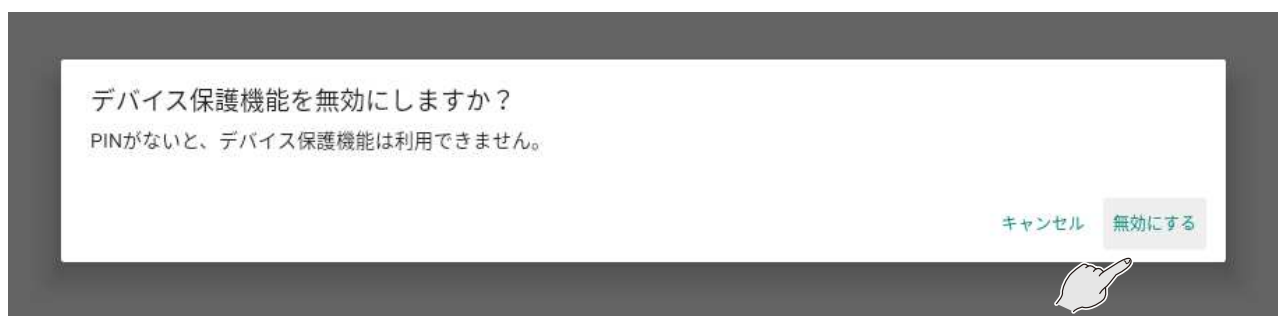 デバイス保護機能を無効にしますか？
PINがないと、デバイス保護機能は利用できません。
キャンセル 無効にする